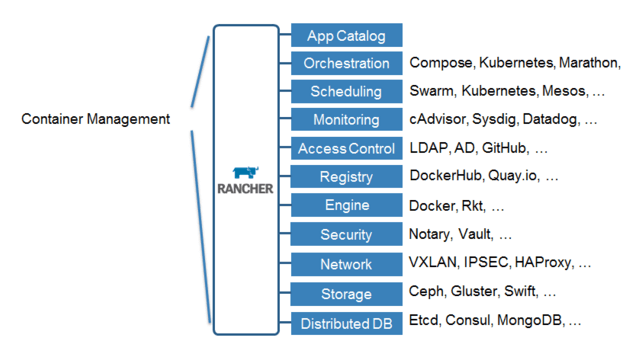 App Catalog
Orchestration Compose, Kubernetes, Marathon,
Scheduling Swarm, Kubernetes, Mesos, …
Monitoring cAdvisor, Sysdig, Datadog, …
Container Management
Access Control LDAP, AD, GitHub, …
RANCHER
Registry DockerHub, Quay.io, …
Engine Docker, Rkt, …
Security Notary, Vault, …
Network VXLAN, IPSEC, HAProxy, …
Storage Ceph, Gluster, Swift, …
Distributed DB Etcd, Consul, MongoDB, …